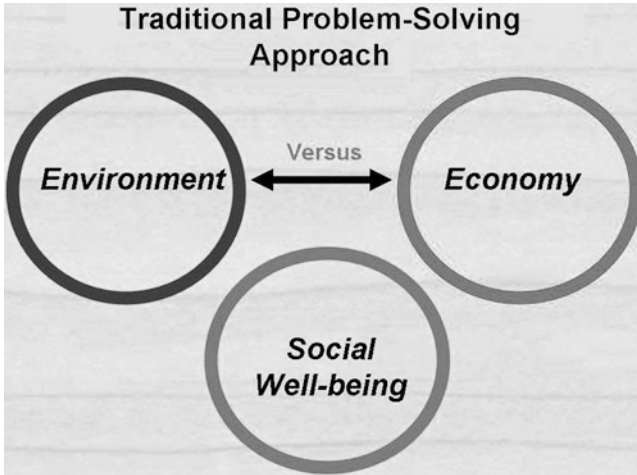 Traditional Problem-Solving
Approach
Versus
Environment
Economy
Social
Well-being